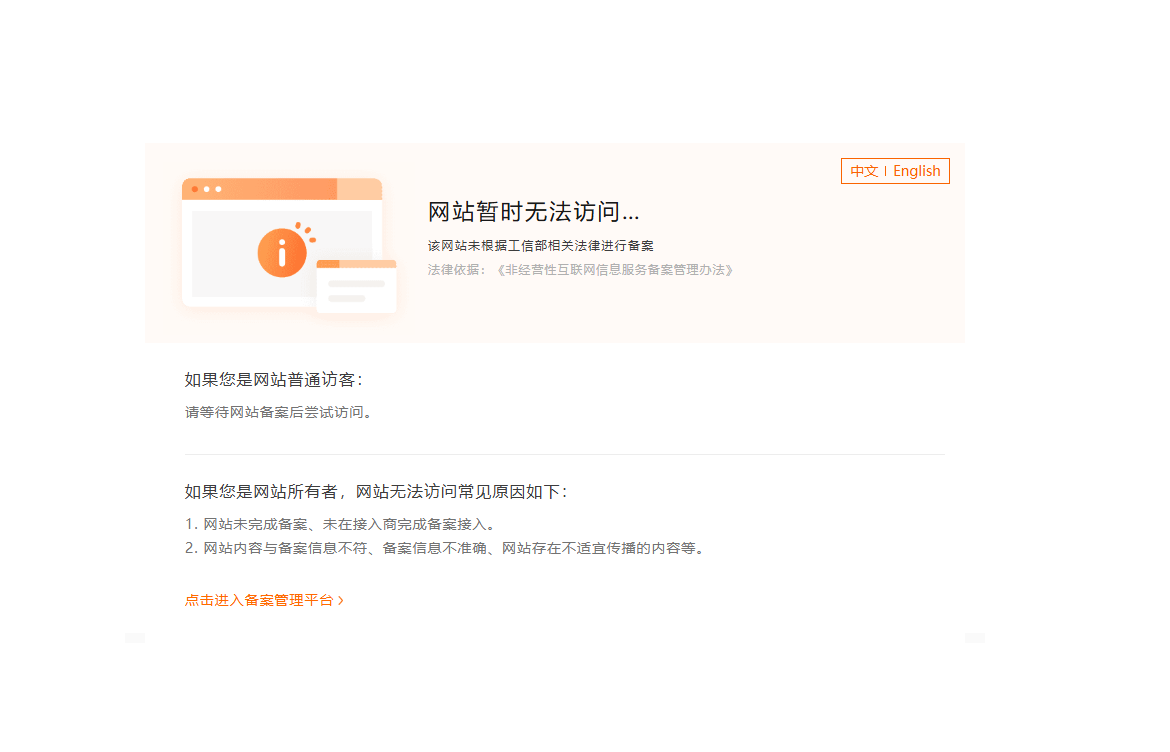 中文 | English
网站暂时无法访问...
该网站未根据工信部相关法律进行备案
法律依据：《非经营性互联网信息服务备案管理办法》
如果您是网站普通访客：
请等待网站备案后尝试访问。
如果您是网站所有者，网站无法访问常见原因如下：
1. 网站未完成备案、未在接入商完成备案接入。
2. 网站内容与备案信息不符、备案信息不准确、网站存在不适宜传播的内容等。
点击进入备案管理平台 >